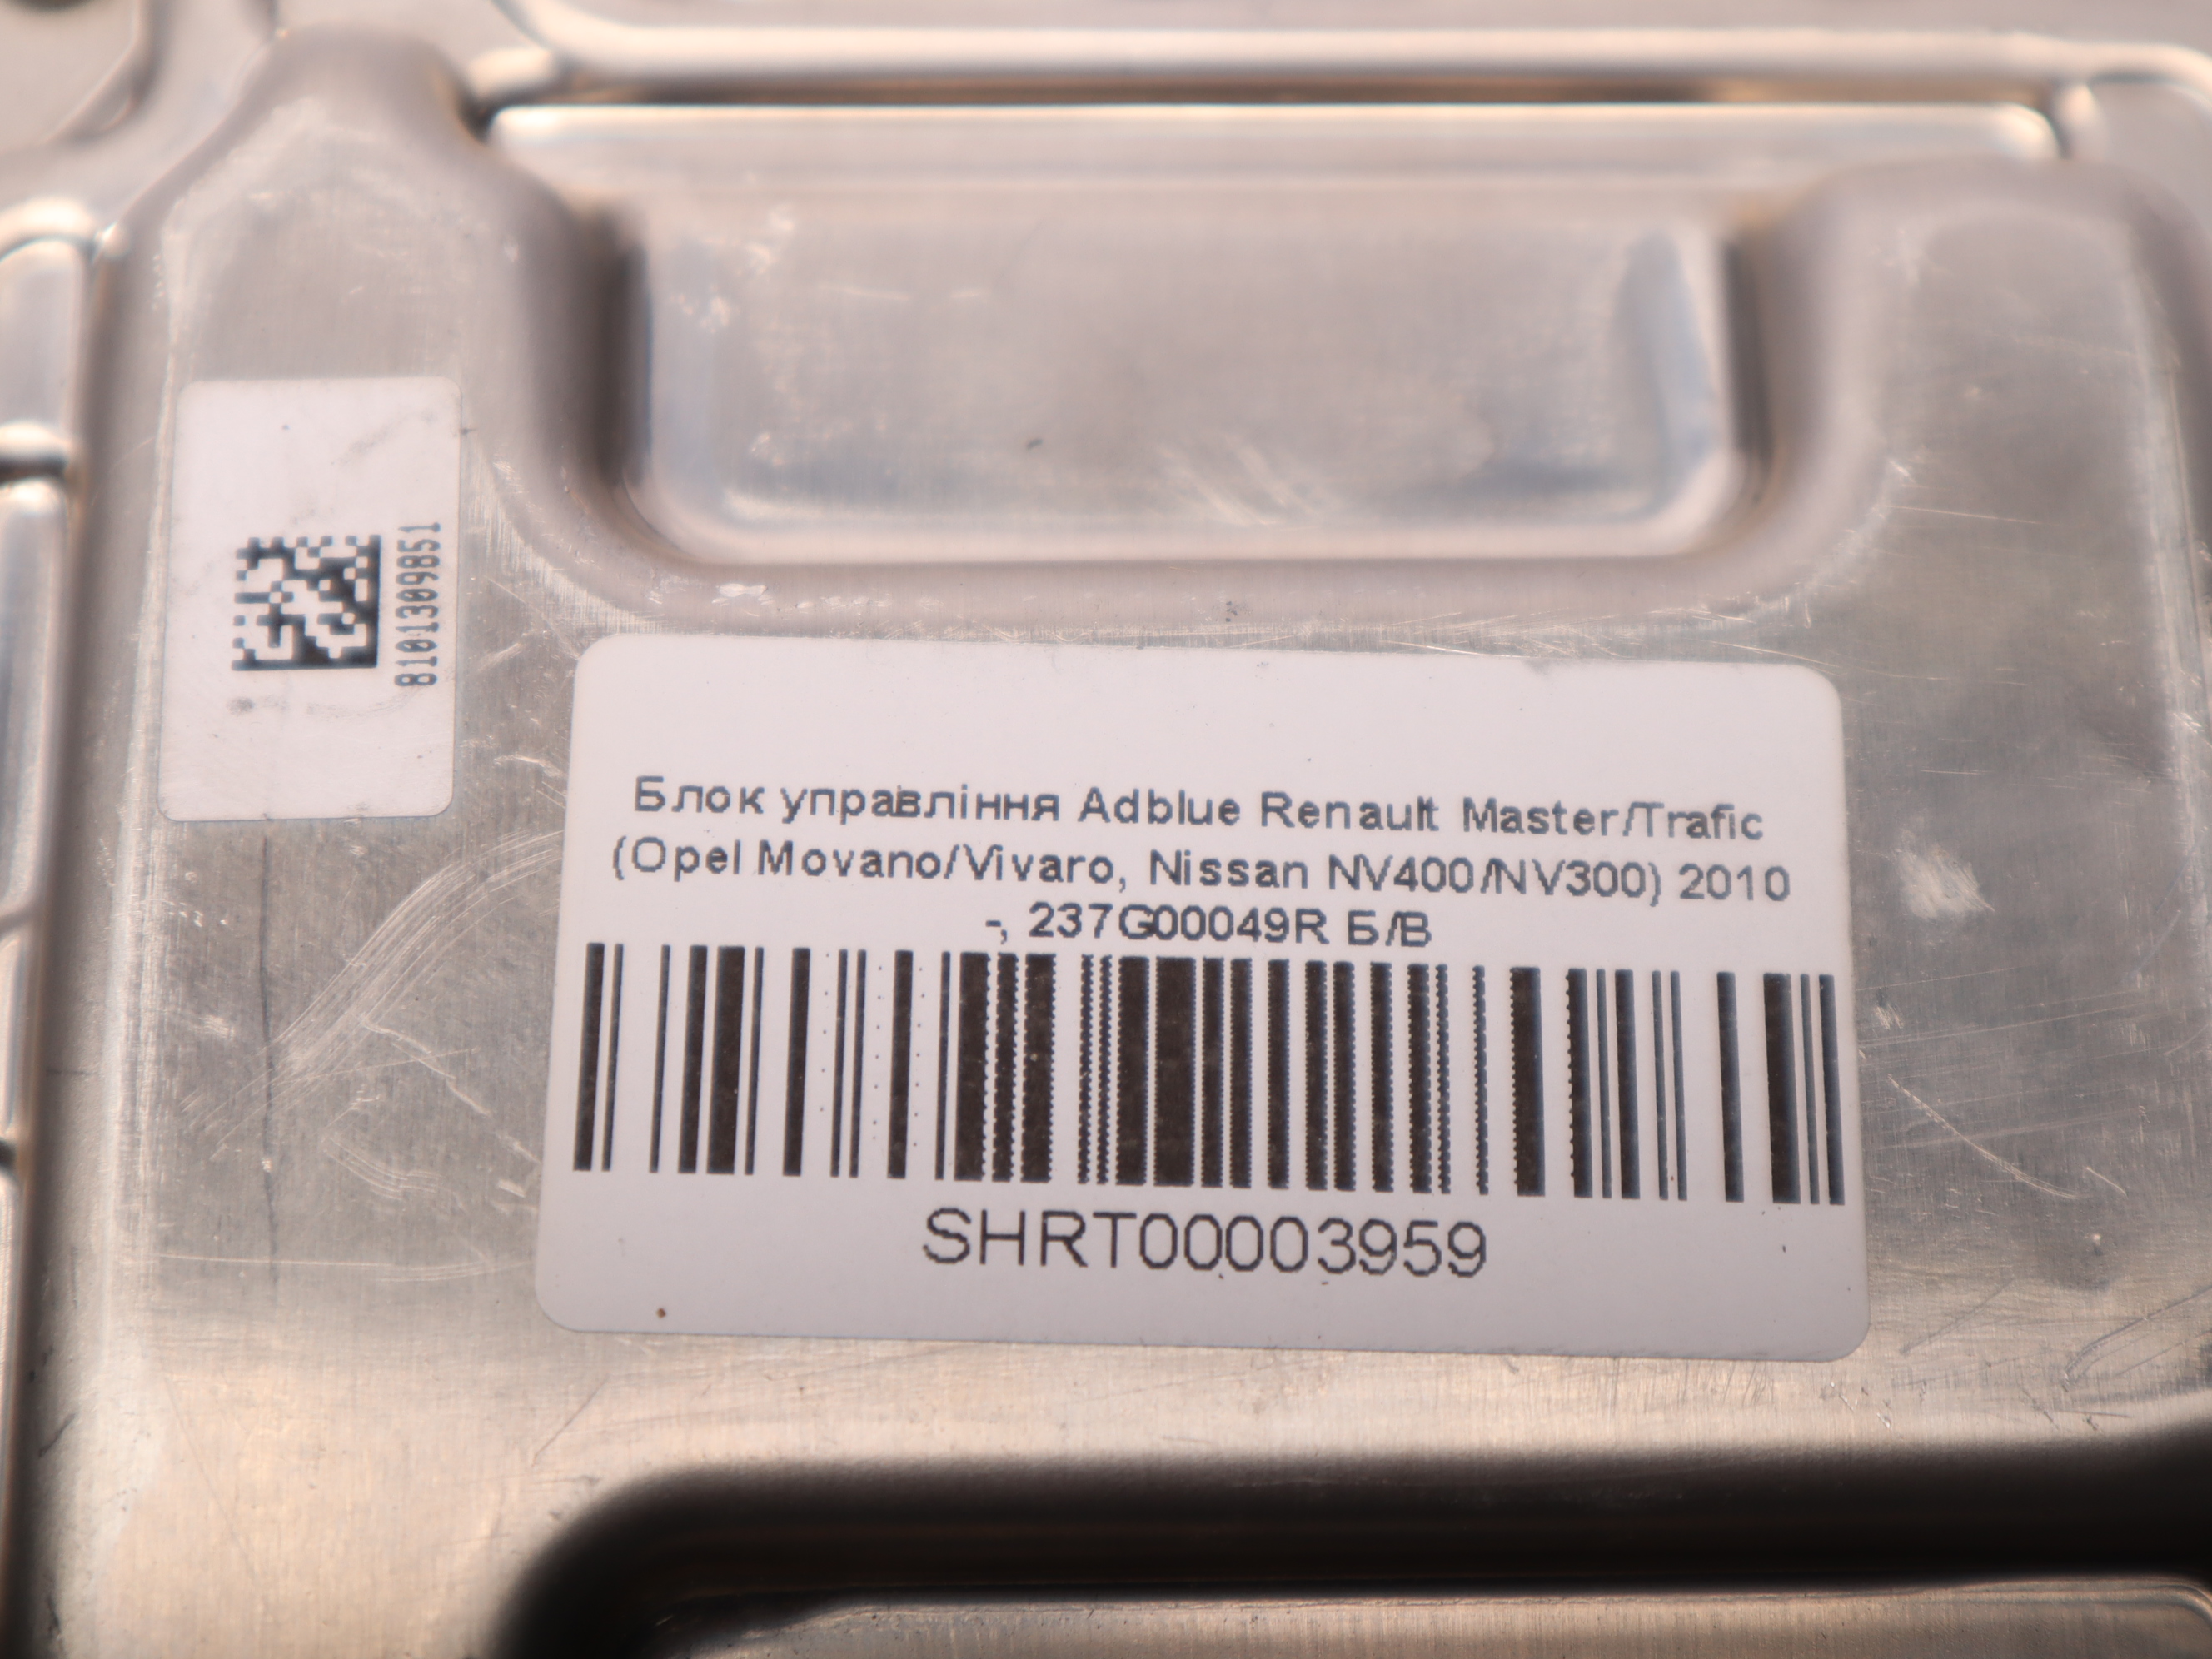 8101309851
Блок управління Adblue Renault Master/Trafic
(Opel Movano/Vivaro, Nissan NV400/NV300) 2010
-, 237G00049R Б/В
SHRT00003959